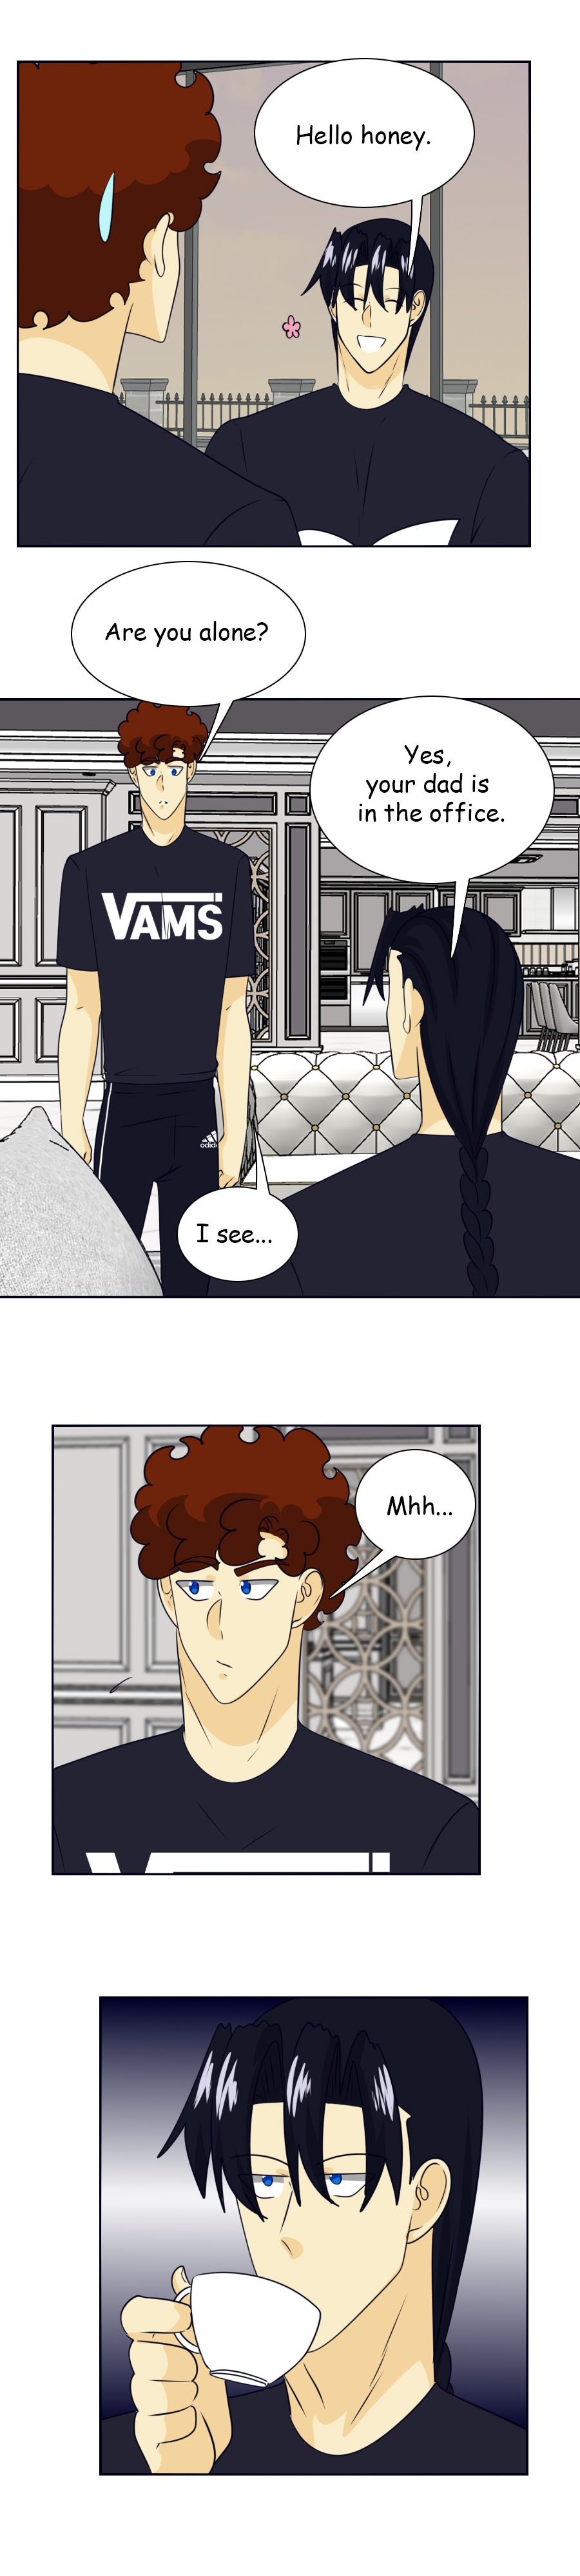 Hello honey.
Are you alone?
Yes,
your dad is
in the office.
VAMS
adidas
I see...
Mhh...